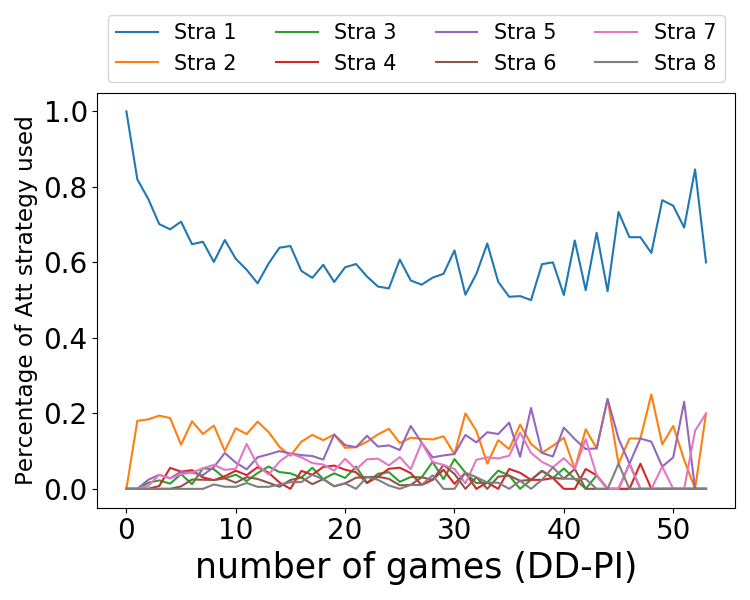 Stra 1 Stra 3 Stra 5 Stra 7
Stra 2 Stra 4 Stra 6 Stra 8
Percentage of Att strategy used
1.0
0.8
0.6
0.4
0.2
0.0
0 10 20 30 40 50
number of games (DD-PI)